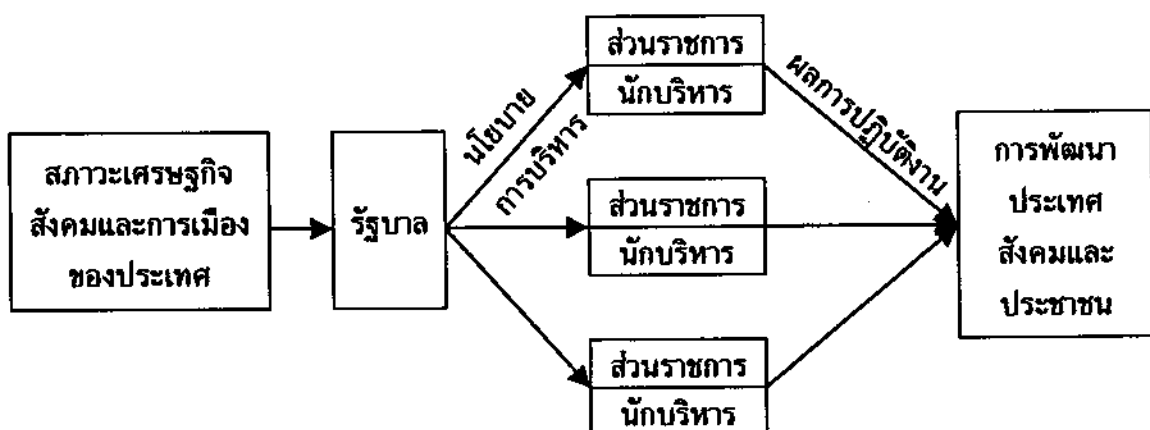 สภาวะเศรษฐกิจ
สังคมและการเมือง
ของประเทศ
รัฐบาล
นโยบาย
การบริหาร
ส่วนราชการ
นักบริหาร
ส่วนราชการ
นักบริหาร
ส่วนราชการ
นักบริหาร
ผลการปฏิบัติงาน
การพัฒนา
ประเทศ
สังคมและ
ประชาชน